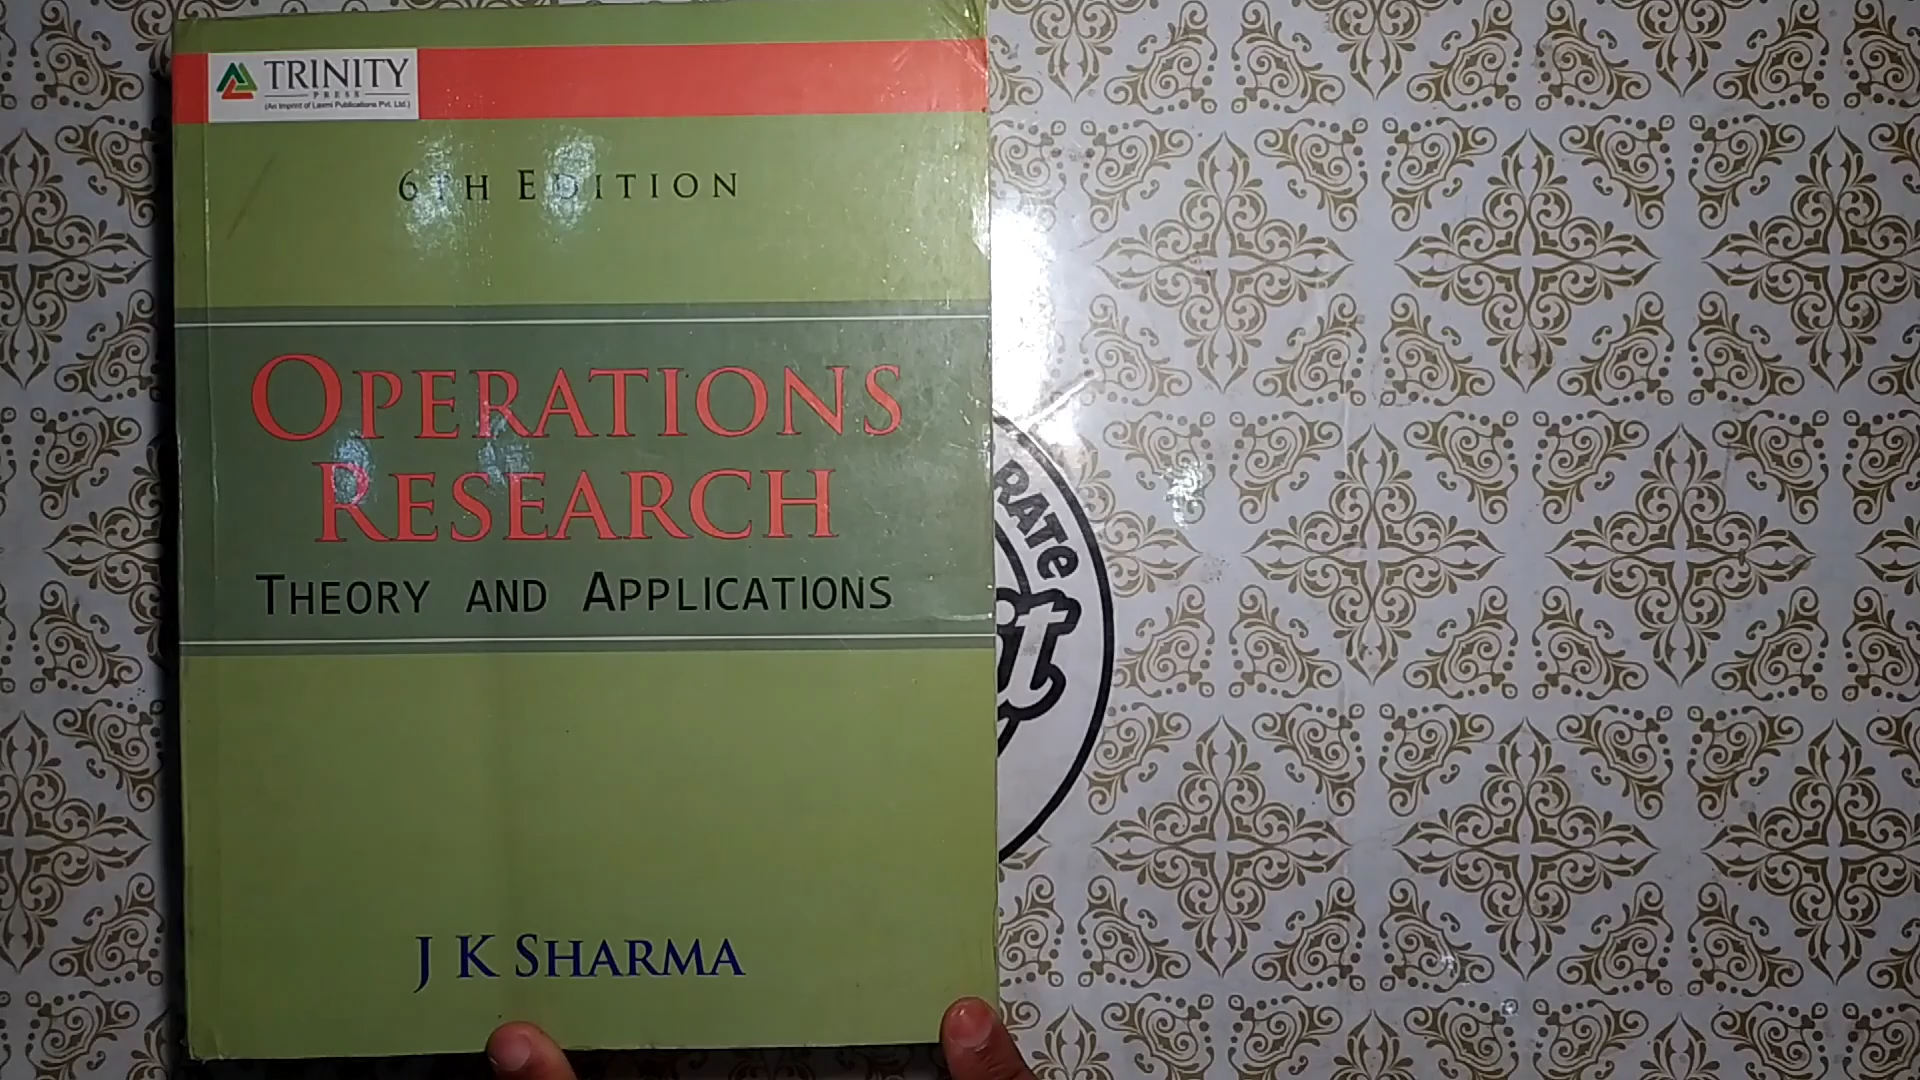 TRINITY
PRESS
(An Imprint of Laxmi Publications Pvt. Ltd.)
6TH EDITION
OPERATIONS
RESEARCH
THEORY AND APPLICATIONS
J K SHARMA